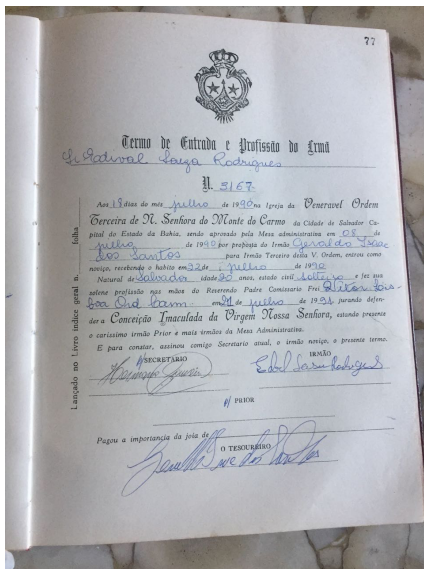 77
Termo de Entrada e Profissão do Irmã
Sr. Edival Souza Rodrigues
N. 3167
Aos 18 dias do mês julho de 1990 na Igreja da Veneravel Ordem
Terceira de N. Senhora do Monte do Carmo da Cidade de Salvador Ca-
pital do Estado da Bahia, sendo aprovado pela Mesa administrativa em 08 de
julho de 1990 por proposta do Irmão Geraldo
dos Santos para Irmão Terceiro desta V. Ordem, entrou como
noviço, recebendo o habito em 22 de julho de 1990
Natural de Salvador idade anos, estado civil solteiro e fez sua
solene profissão nas mãos do Reverendo Padre Comissario Frei
Ord. Carm. em de julho de 1991 jurando defen-
der a Conceição Imaculada da Virgem Nossa Senhora, estando presente
o carissimo irmão Prior e mais irmãos da Mesa Administrativa.
E para constar, assinou comigo Secretario atual, o irmão noviço, o presente termo.
SECRETÁRIO IRMÃO
PRIOR
Pagou a importancia da joia de
O TESOUREIRO
Lançado no Livro indice geral n. folha